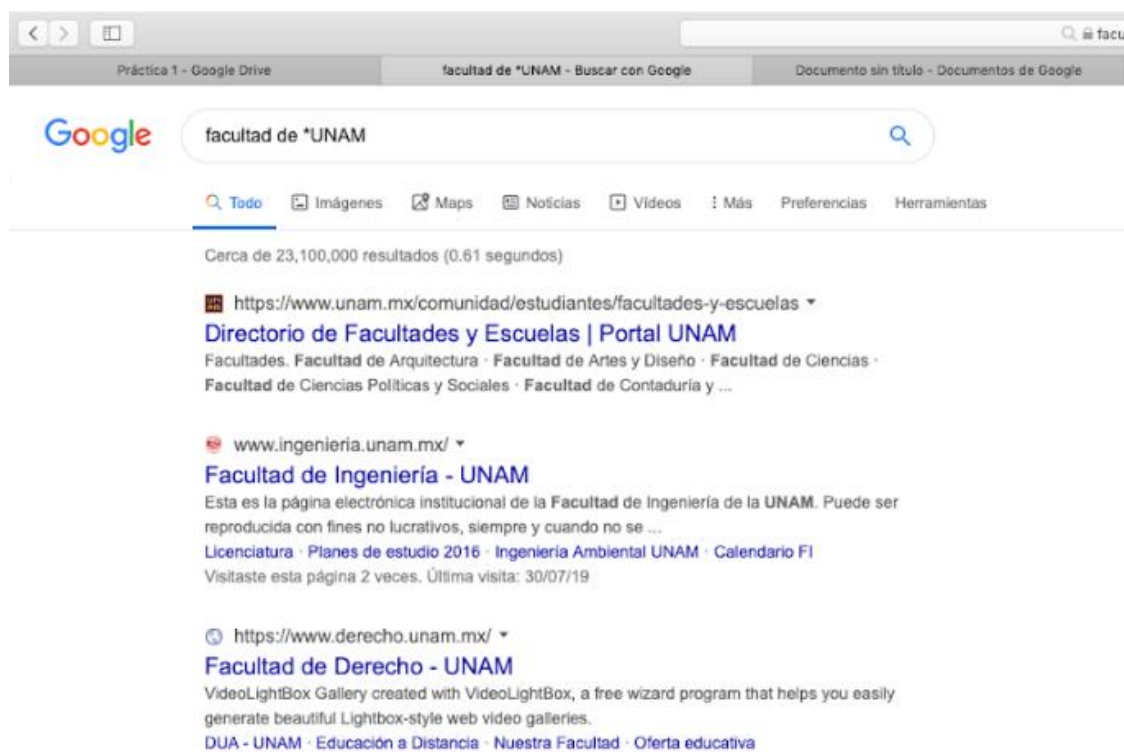 facu
Práctica 1 - Google Drive
facultad de *UNAM - Buscar con Google
Documento sin título - Documentos de Google
Google
facultad de *UNAM
Todo Imágenes Maps Noticias Vídeos Más Preferencias Herramientas
Cerca de 23,100,000 resultados (0.61 segundos)
https://www.unam.mx/comunidad/estudiantes/facultades-y-escuelas
Directorio de Facultades y Escuelas | Portal UNAM
Facultades. Facultad de Arquitectura · Facultad de Artes y Diseño · Facultad de Ciencias ·
Facultad de Ciencias Políticas y Sociales · Facultad de Contaduría y ...
www.ingenieria.unam.mx/
Facultad de Ingeniería - UNAM
Esta es la página electrónica institucional de la Facultad de Ingeniería de la UNAM. Puede ser
reproducida con fines no lucrativos, siempre y cuando no se ...
Licenciatura · Planes de estudio 2016 · Ingeniería Ambiental UNAM · Calendario FI
Visitaste esta página 2 veces. Última visita: 30/07/19
https://www.derecho.unam.mx/
Facultad de Derecho - UNAM
VideoLightBox Gallery created with VideoLightBox, a free wizard program that helps you easily
generate beautiful Lightbox-style web video galleries.
DUA - UNAM · Educación a Distancia · Nuestra Facultad · Oferta educativa